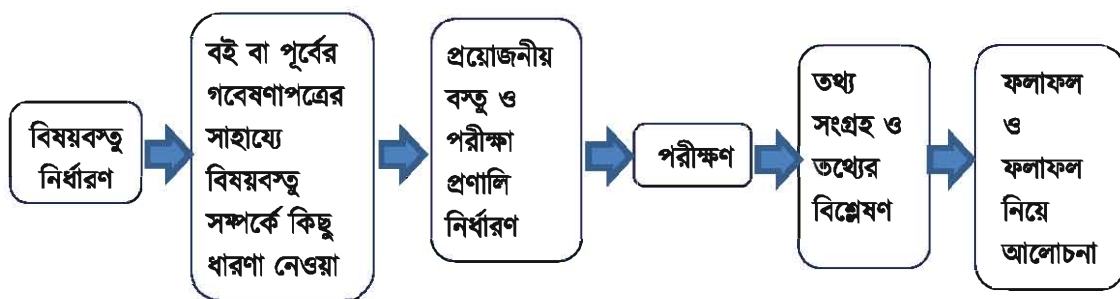 বিষয়বস্তু
নির্ধারণ
বই বা পূর্বের
গবেষণাপত্রের
সাহায্যে
বিষয়বস্তু
সম্পর্কে কিছু
ধারণা নেওয়া
প্রয়োজনীয়
বস্তু ও
পরীক্ষা
প্রণালি
নির্ধারণ
পরীক্ষণ
তথ্য
সংগ্রহ ও
তথ্যের
বিশ্লেষণ
ফলাফল
ও
ফলাফল
নিয়ে
আলোচনা